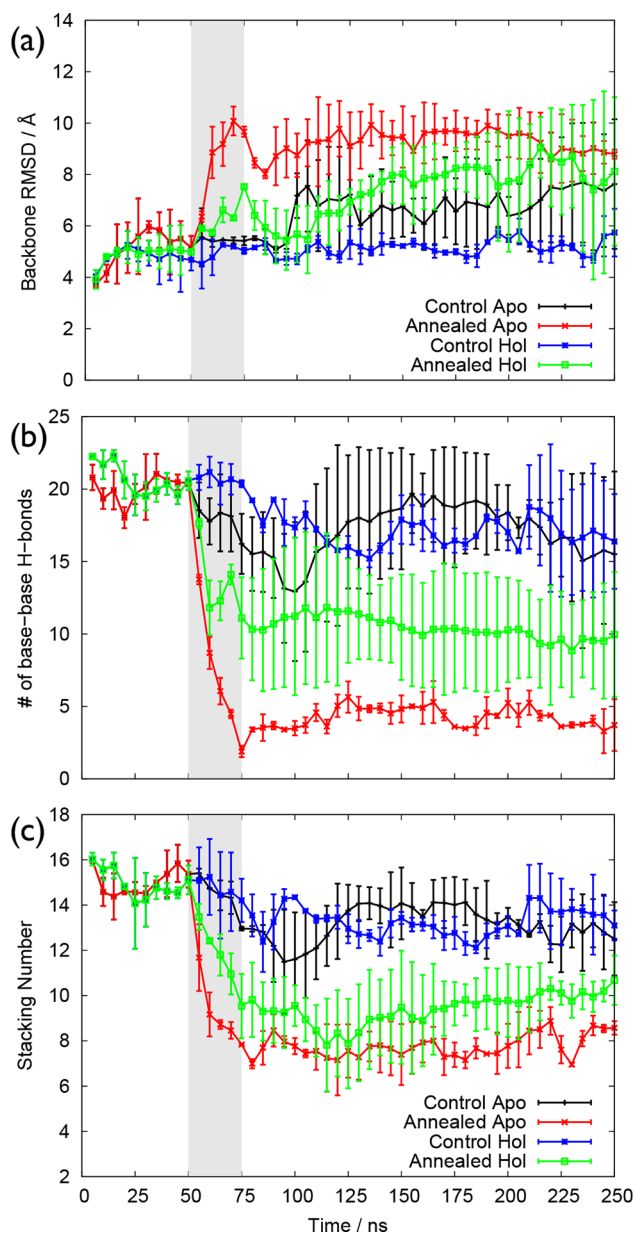 (a)
14
12
10
8
6
4
2
0
Backbone RMSD / Å
Control Apo
Annealed Apo
Control Hol
Annealed Hol
(b)
25
20
15
10
5
0
# of base-base H-bonds
(c)
18
16
14
12
10
8
6
4
2
Stacking Number
Control Apo
Annealed Apo
Control Hol
Annealed Hol
0 25 50 75 100 125 150 175 200 225 250
Time / ns